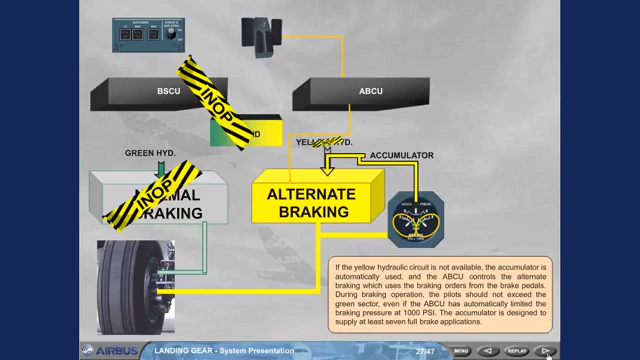 BSCU
ABCU
INOP
YEL
D.
GREEN HYD.
ACCUMULATOR
INOP
MAL
RAKING
ALTERNATE
BRAKING
If the yellow hydraulic circuit is not available, the accumulator is
automatically used, and the ABCU controls the alternate
braking which uses the braking orders from the brake pedals.
During braking operation, the pilots should not exceed the
green sector, even if the ABCU has automatically limited the
braking pressure at 1000 PSI. The accumulator is designed to
supply at least seven full brake applications.
AIRBUS
LANDING GEAR - System Presentation
27/47
MENU
REPLAY